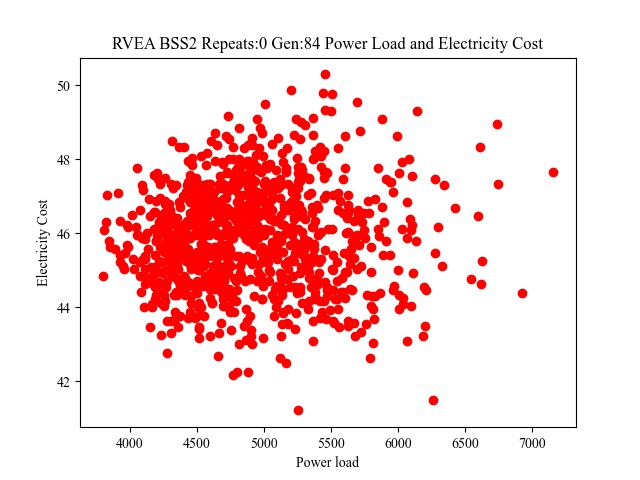 RVEA BSS2 Repeats:0 Gen:84 Power Load and Electricity Cost
50
48
46
44
42
Electricity Cost
4000 4500 5000 5500 6000 6500 7000
Power load